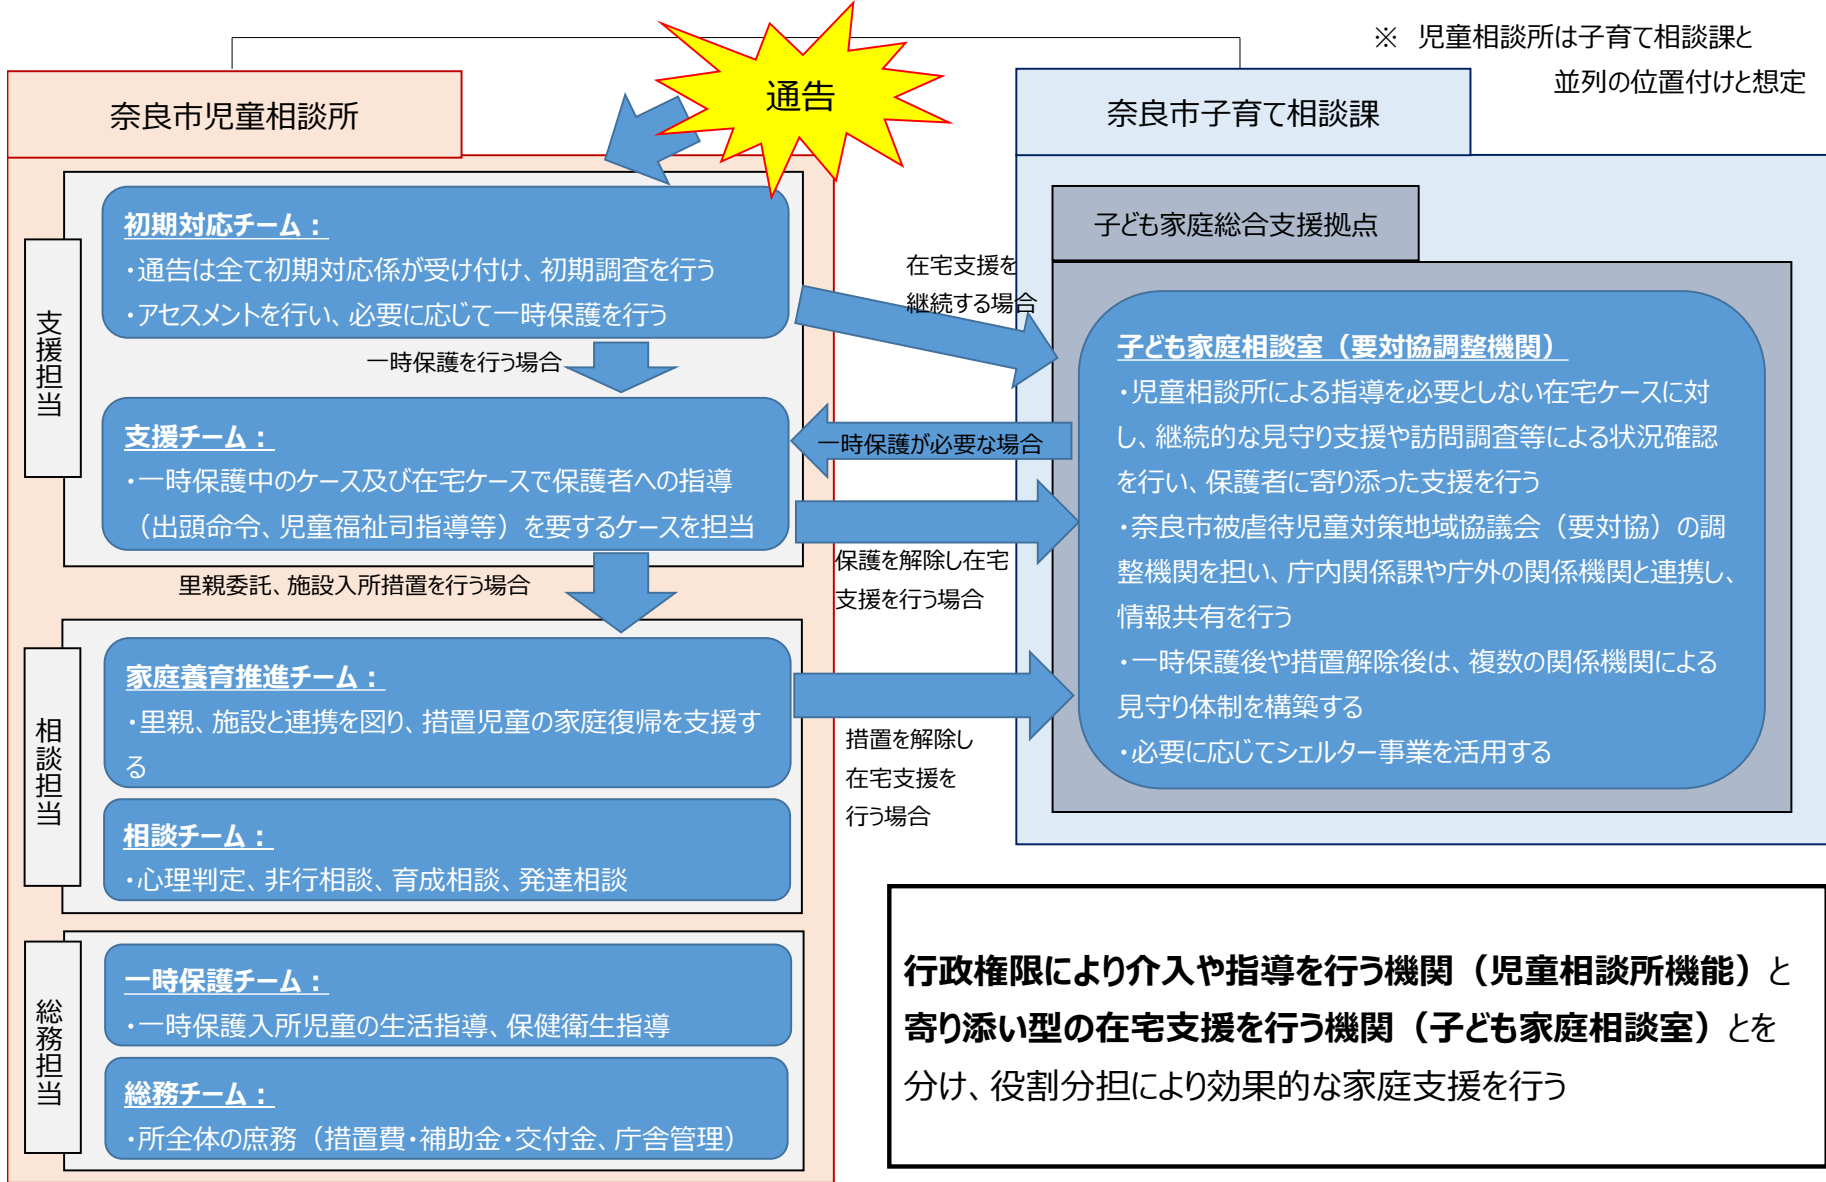 ※ 児童相談所は子育て相談課と
並列の位置付けと想定
通告
奈良市児童相談所
支援担当
初期対応チーム：
・通告は全て初期対応係が受け付け、初期調査を行う
・アセスメントを行い、必要に応じて一時保護を行う
一時保護を行う場合
支援チーム：
・一時保護中のケース及び在宅ケースで保護者への指導
（出頭命令、児童福祉司指導等）を要するケースを担当
里親委託、施設入所措置を行う場合
相談担当
家庭養育推進チーム：
・里親、施設と連携を図り、措置児童の家庭復帰を支援す
る
相談チーム：
・心理判定、非行相談、育成相談、発達相談
総務担当
一時保護チーム：
・一時保護入所児童の生活指導、保健衛生指導
総務チーム：
・所全体の庶務（措置費・補助金・交付金、庁舎管理）
在宅支援を
継続する場合
一時保護が必要な場合
保護を解除し在宅
支援を行う場合
措置を解除し
在宅支援を
行う場合
奈良市子育て相談課
子ども家庭総合支援拠点
子ども家庭相談室（要対協調整機関）
・児童相談所による指導を必要としない在宅ケースに対
し、継続的な見守り支援や訪問調査等による状況確認
を行い、保護者に寄り添った支援を行う
・奈良市被虐待児童対策地域協議会（要対協）の調
整機関を担い、庁内関係課や庁外の関係機関と連携し、
情報共有を行う
・一時保護後や措置解除後は、複数の関係機関による
見守り体制を構築する
・必要に応じてシェルター事業を活用する
行政権限により介入や指導を行う機関（児童相談所機能）と
寄り添い型の在宅支援を行う機関（子ども家庭相談室）とを
分け、役割分担により効果的な家庭支援を行う